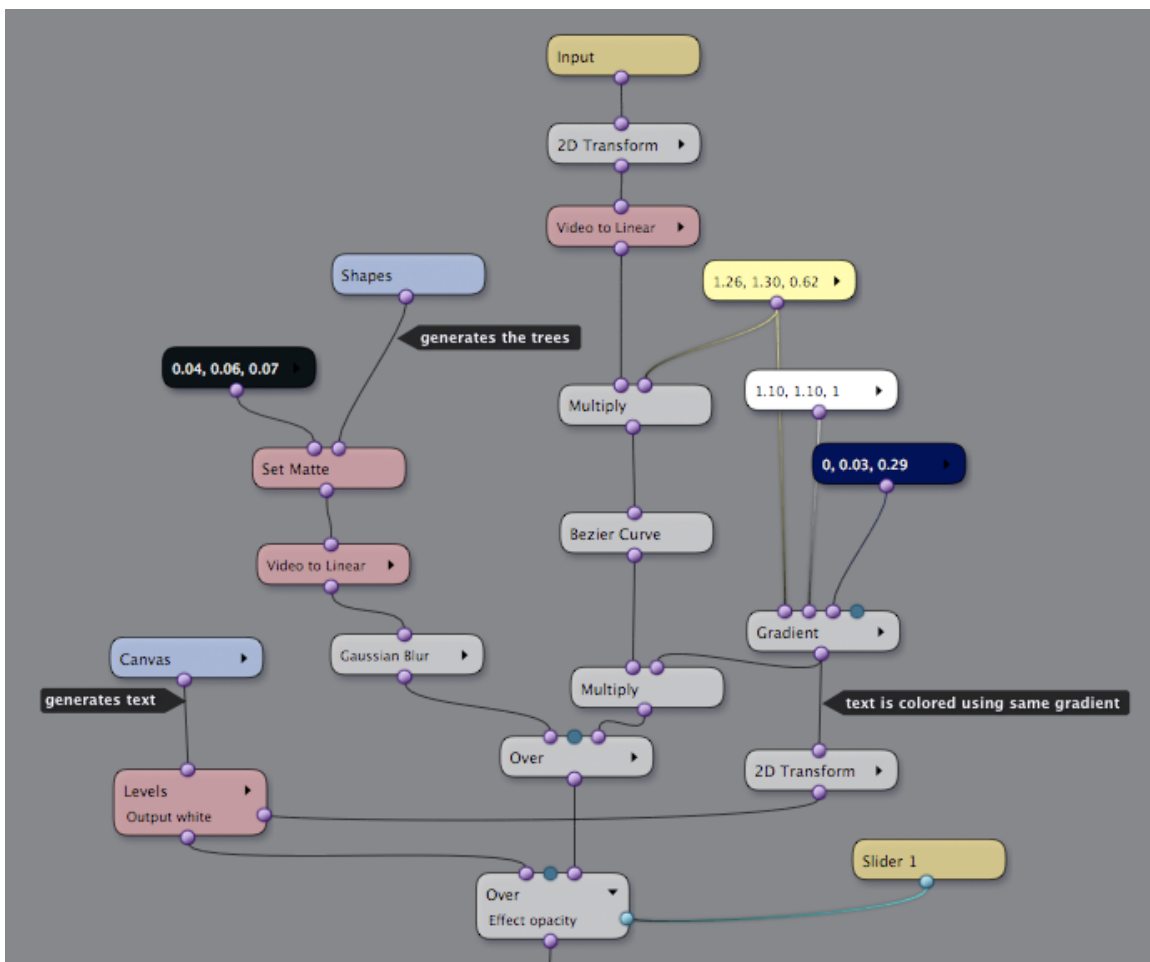 Input
2D Transform
Video to Linear
Shapes
1.26, 1.30, 0.62
generates the trees
0.04, 0.06, 0.07
1.10, 1.10, 1
Multiply
Set Matte
0, 0.03, 0.29
Bezier Curve
Video to Linear
Gradient
Gaussian Blur
Canvas
Multiply
generates text
text is colored using same gradient
Over
2D Transform
Levels
Output white
Slider 1
Over
Effect opacity